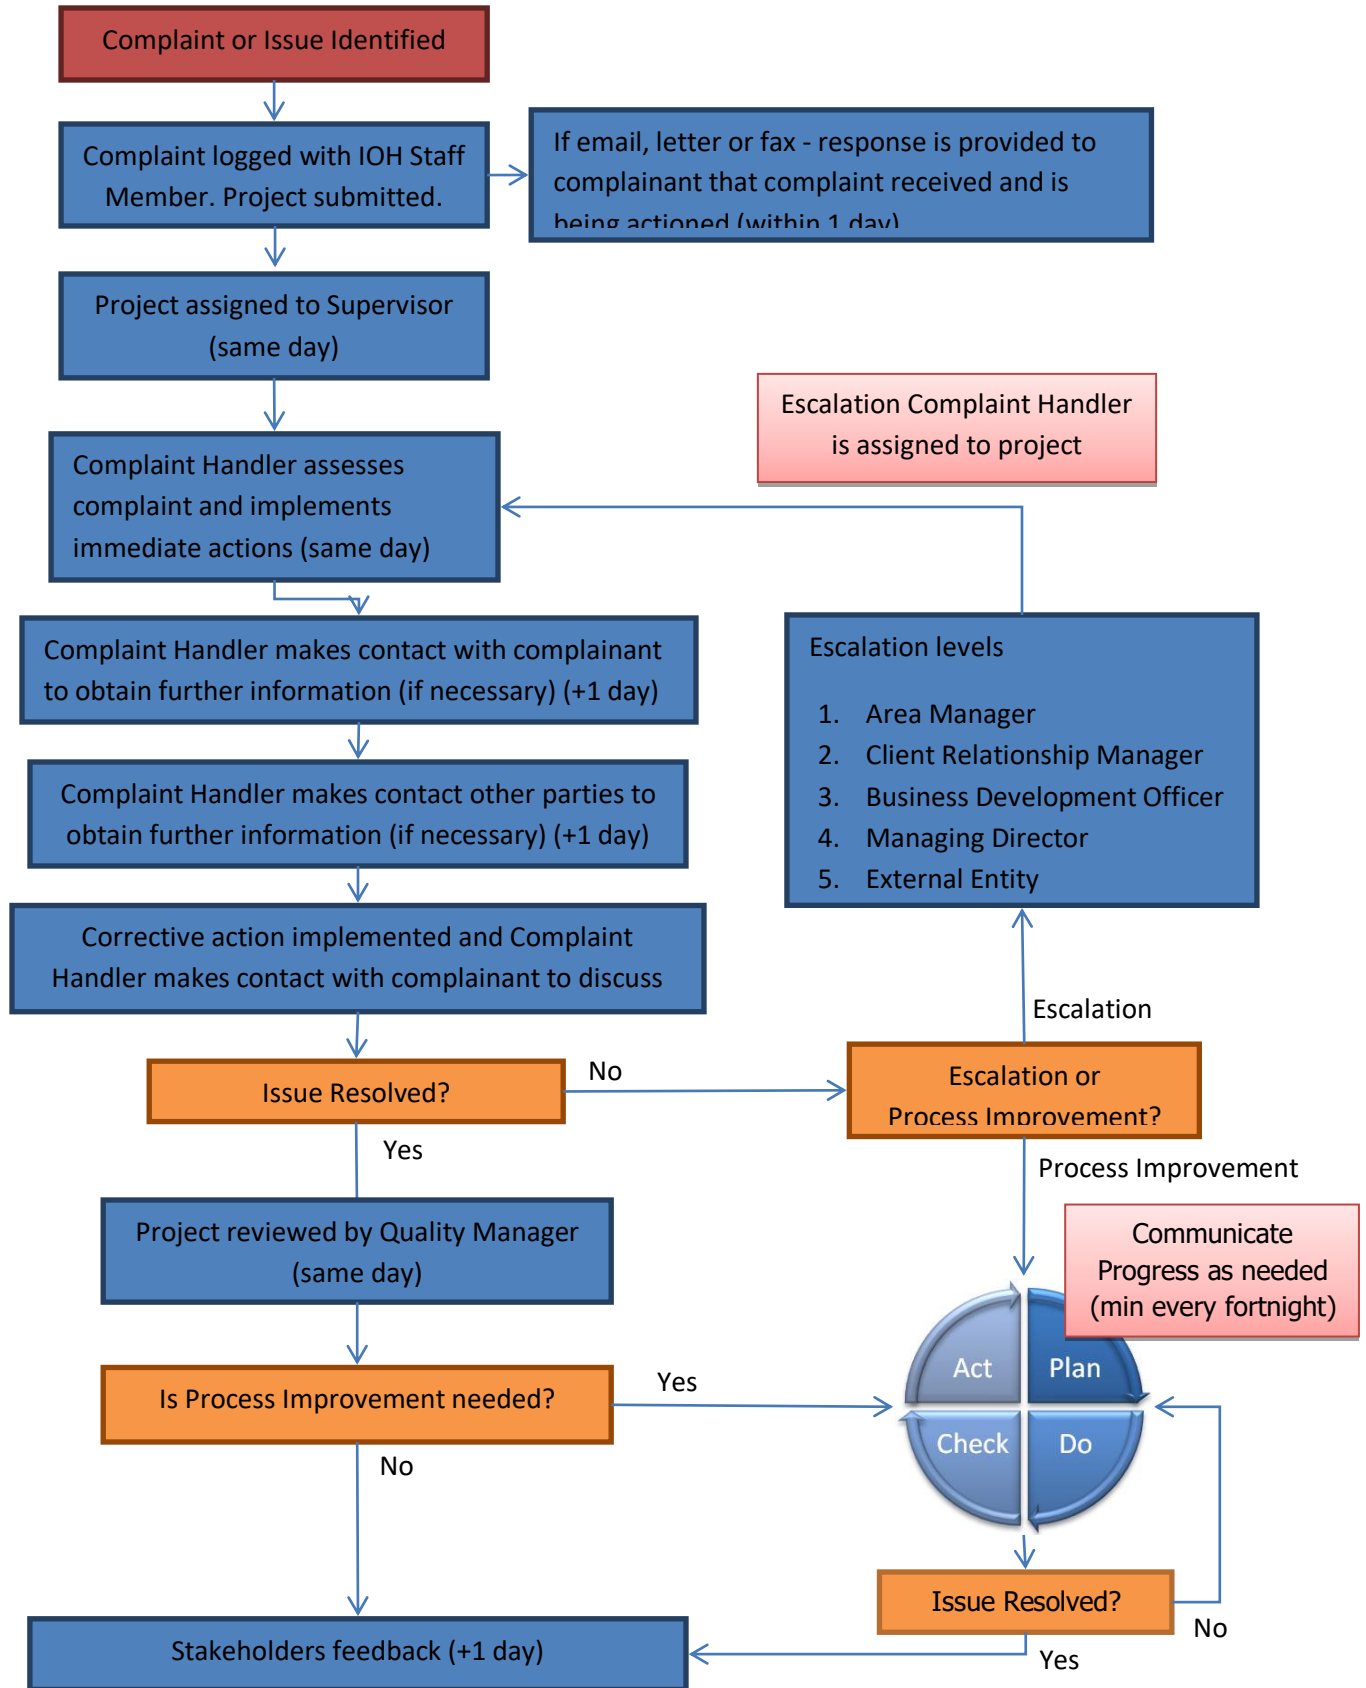 Complaint or Issue Identified
Complaint logged with IOH Staff
Member. Project submitted.
If email, letter or fax - response is provided to
complainant that complaint received and is
being actioned (within 1 day)
Project assigned to Supervisor
(same day)
Escalation Complaint Handler
is assigned to project
Complaint Handler assesses
complaint and implements
immediate actions (same day)
Complaint Handler makes contact with complainant
to obtain further information (if necessary) (+1 day)
Escalation levels
1. Area Manager
2. Client Relationship Manager
3. Business Development Officer
4. Managing Director
5. External Entity
Complaint Handler makes contact other parties to
obtain further information (if necessary) (+1 day)
Corrective action implemented and Complaint
Handler makes contact with complainant to discuss
Escalation
Issue Resolved?
No
Escalation or
Process Improvement?
Yes
Process Improvement
Project reviewed by Quality Manager
(same day)
Communicate
Progress as needed
(min every fortnight)
Is Process Improvement needed?
Yes
No
Act
Plan
Check
Do
Issue Resolved?
No
Yes
Stakeholders feedback (+1 day)